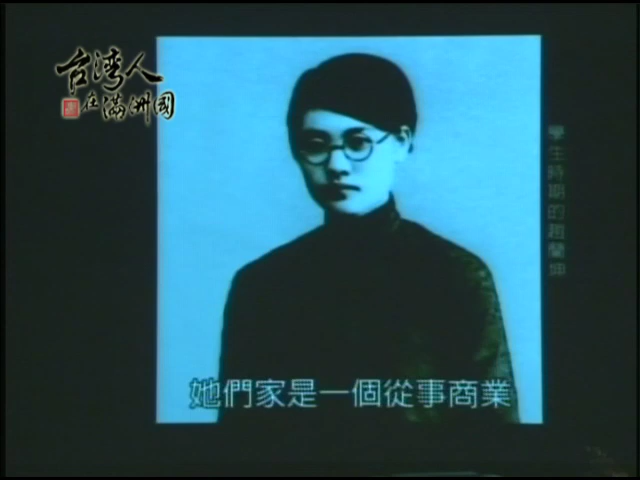 台灣人
在滿洲國
學生時期的趙蘭坤
她們家是一個從事商業